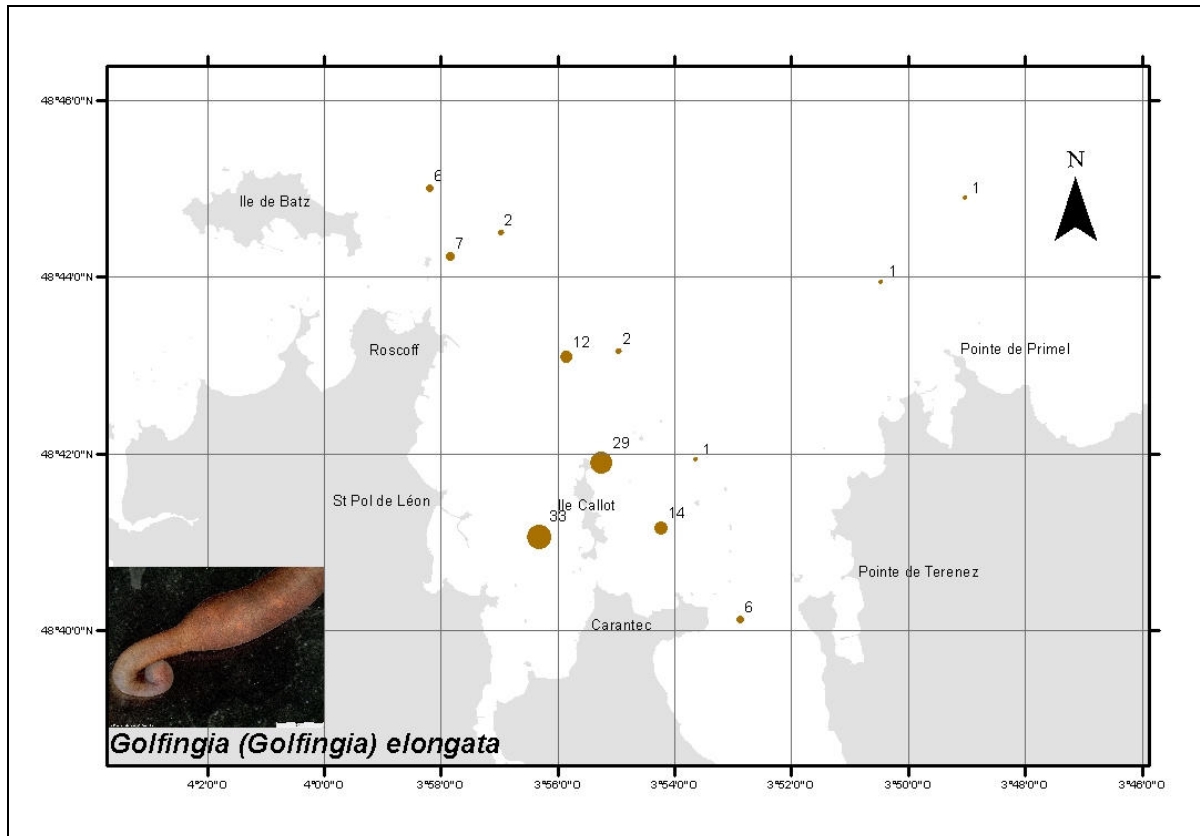 48°46'0"N
N
6
1
Ile de Batz
2
7
48°44'0"N
1
12
2
Roscoff
Pointe de Primel
29
48°42'0"N
1
St Pol de Léon
Ile Callot
33
14
Pointe de Terenez
6
Carantec
48°40'0"N
Golfingia (Golfingia) elongata
4°2'0"O
4°0'0"O
3°58'0"O
3°56'0"O
3°54'0"O
3°52'0"O
3°50'0"O
3°48'0"O
3°46'0"O